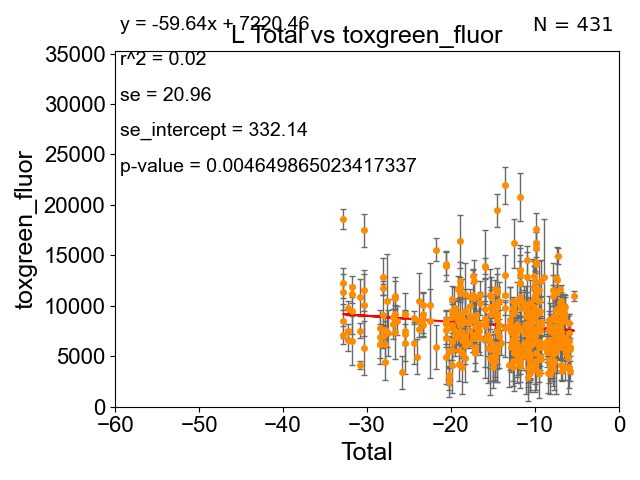 y = -59.64x + 7220.46
N = 431
L Total vs toxgreen_fluor
r^2 = 0.02
se = 20.96
se_intercept = 332.14
p-value = 0.004649865023417337
35000
30000
25000
20000
15000
10000
5000
0
toxgreen_fluor
−60 −50 −40 −30 −20 −10 0
Total